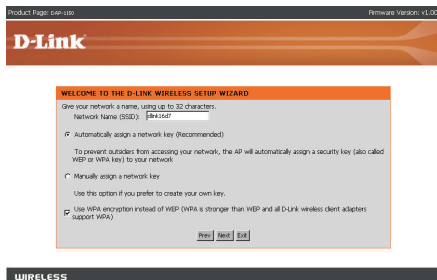 Product Page: DAP-1150
Firmware Version: v1.00
D-Link
WELCOME TO THE D-LINK WIRELESS SETUP WIZARD
Give your network a name, using up to 32 characters.
Network Name (SSID): dlink16d7
Automatically assign a network key (Recommended)
To prevent outsiders from accessing your network, the AP will automatically assign a security key (also called
WEP or WPA key) to your network
Manually assign a network key
Use this option if you prefer to create your own key.
Use WPA encryption instead of WEP (WPA is stronger than WEP and all D-Link wireless client adapters
support WPA)
Prev Next Exit
WIRELESS